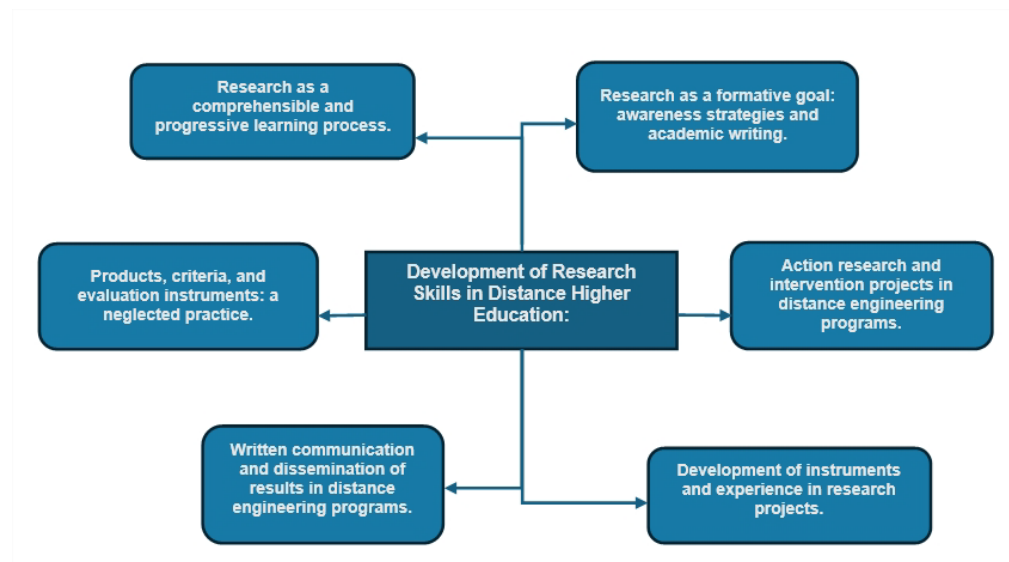 Research as a
comprehensible and
progressive learning process.
Research as a formative goal:
awareness strategies and
academic writing.
Products, criteria, and
evaluation instruments: a
neglected practice.
Development of Research
Skills in Distance Higher
Education:
Action research and
intervention projects in
distance engineering
programs.
Written communication
and dissemination of
results in distance
engineering programs.
Development of instruments
and experience in research
projects.